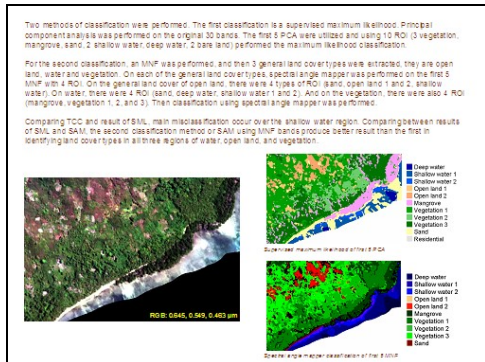 Two methods of classification were performed. The first classification is a supervised maximum likelihood. Principal
component analysis was performed on the original 30 bands. The first 5 PCA were utilized and using 10 ROI (3 vegetation,
mangrove, sand, 2 shallow water, deep water, 2 bare land) performed the maximum likelihood classification.
For the second classification, an MNF was performed, and then 3 general land cover types were extracted, they are open
land, water and vegetation. On each of the general land cover types, spectral angle mapper was performed on the first 5
MNF with 4 ROI. On the general land cover of open land, there were 4 types of ROI (sand, open land 1 and 2, shallow
water). On water, there were 4 ROI (sand, deep water, shallow water 1 and 2). And on the vegetation, there were also 4 ROI
(mangrove, vegetation 1, 2, and 3). Then classification using spectral angle mapper was performed.
Comparing TCC and result of SML, main misclassification occur over the shallow water region. Comparing between results
of SML and SAM, the second classification method or SAM using MNF bands produce better result than the first in
identifying land cover types in all three regions of water, open land, and vegetation.
Deep water
Shallow water 1
Shallow water 2
Open land 1
Open land 2
Mangrove
Vegetation 1
Vegetation 2
Vegetation 3
Sand
Residential
Supervised maximum likelihood of first 5 PCA
RGB: 0.645, 0.549, 0.463 µm
Deep water
Shallow water 1
Shallow water 2
Open land 1
Open land 2
Mangrove
Vegetation 1
Vegetation 2
Vegetation 3
Sand
Spectral angle mapper classification of first 5 MNF